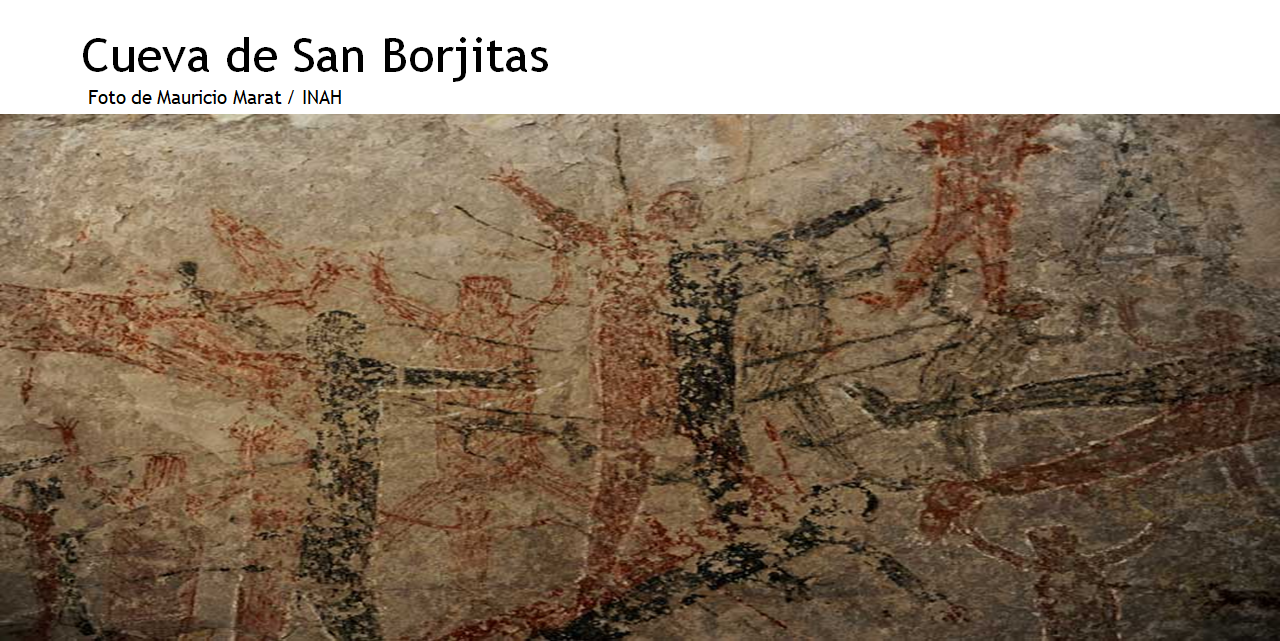 Cueva de San Borjitas
Foto de Mauricio Marat / INAH